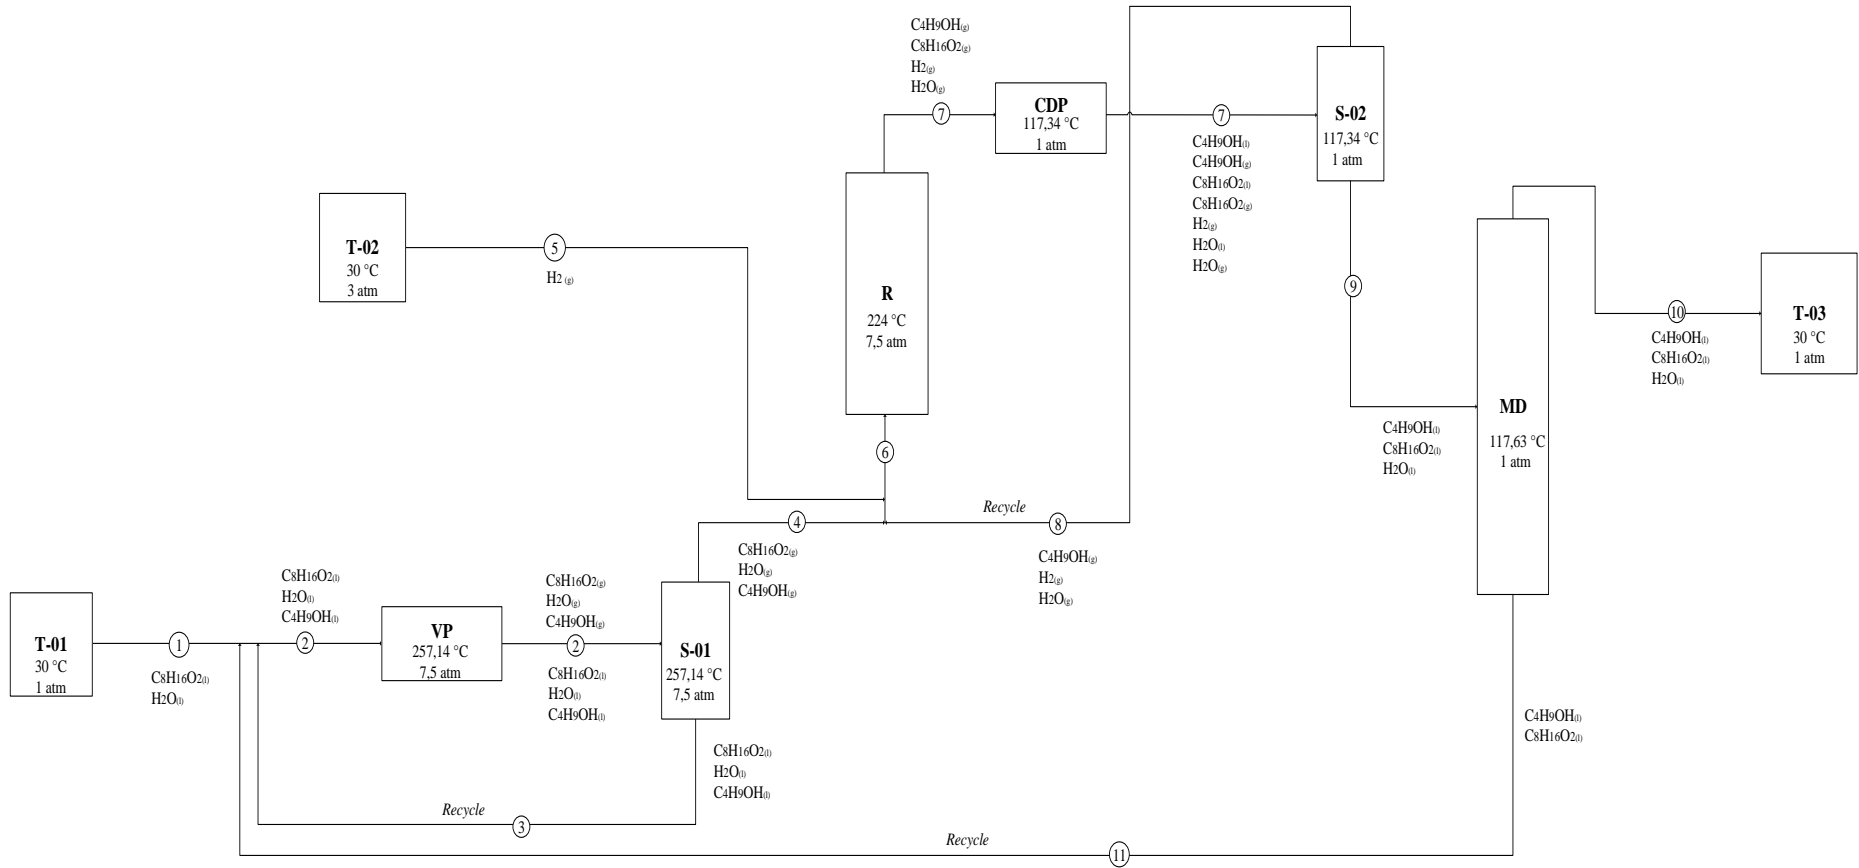 C4H9OH(g)
C8H16O2(g)
H2(g)
H2O(g)
7
CDP
117,34 °C
1 atm
7
C4H9OH(l)
C4H9OH(g)
C8H16O2(l)
C8H16O2(g)
H2(g)
H2O(l)
H2O(g)
S-02
117,34 °C
1 atm
T-02
30 °C
3 atm
5
H2 (g)
R
224 °C
7,5 atm
9
10
C4H9OH(l)
C8H16O2(l)
H2O(l)
T-03
30 °C
1 atm
C4H9OH(l)
C8H16O2(l)
H2O(l)
MD
117,63 °C
1 atm
6
4
C8H16O2(g)
H2O(g)
C4H9OH(g)
Recycle
8
C4H9OH(g)
H2(g)
H2O(g)
T-01
30 °C
1 atm
1
C8H16O2(l)
H2O(l)
C8H16O2(l)
H2O(l)
C4H9OH(l)
2
VP
257,14 °C
7,5 atm
C8H16O2(g)
H2O(g)
C4H9OH(g)
2
C8H16O2(l)
H2O(l)
C4H9OH(l)
S-01
257,14 °C
7,5 atm
C8H16O2(l)
H2O(l)
C4H9OH(l)
C4H9OH(l)
C8H16O2(l)
Recycle
3
Recycle
11